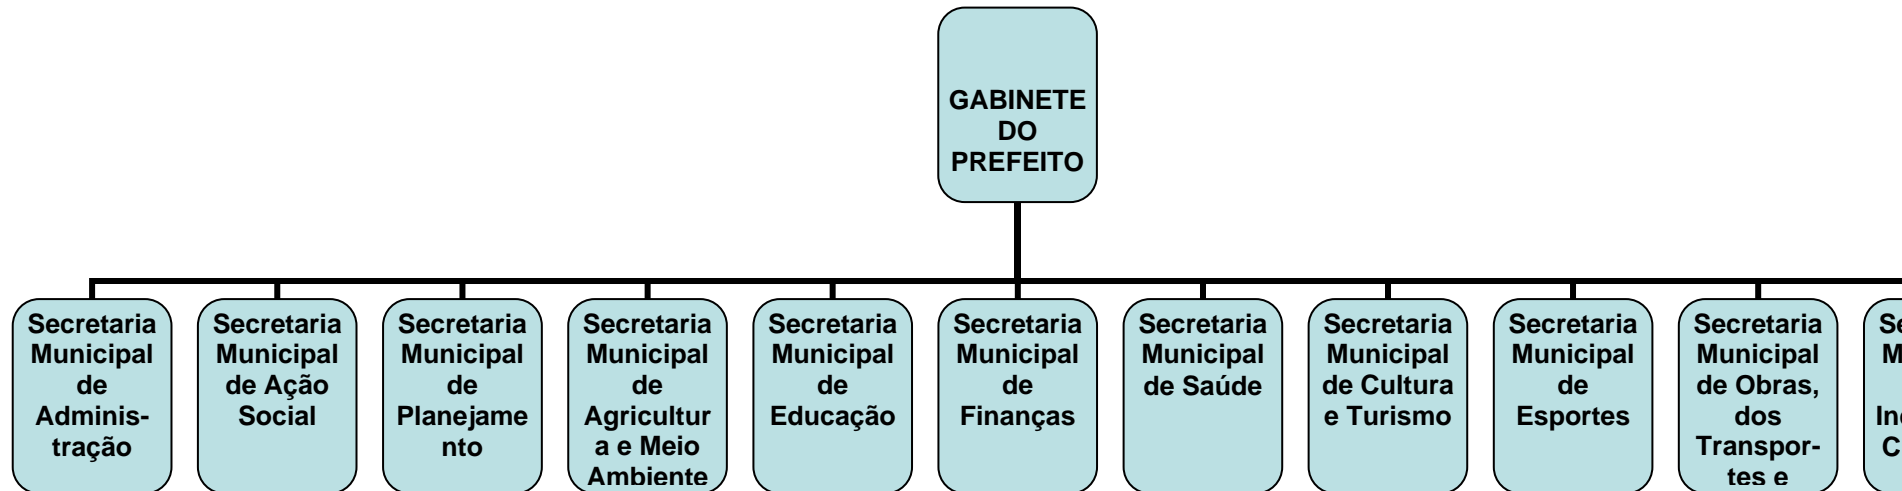 GABINETE
DO
PREFEITO
Secretaria
Municipal
de
Adminis-
tração
Secretaria
Municipal
de Ação
Social
Secretaria
Municipal
de
Planejame
nto
Secretaria
Municipal
de
Agricultur
a e Meio
Ambiente
Secretaria
Municipal
de
Educação
Secretaria
Municipal
de
Finanças
Secretaria
Municipal
de Saúde
Secretaria
Municipal
de Cultura
e Turismo
Secretaria
Municipal
de
Esportes
Secretaria
Municipal
de Obras,
dos
Transpor-
tes e